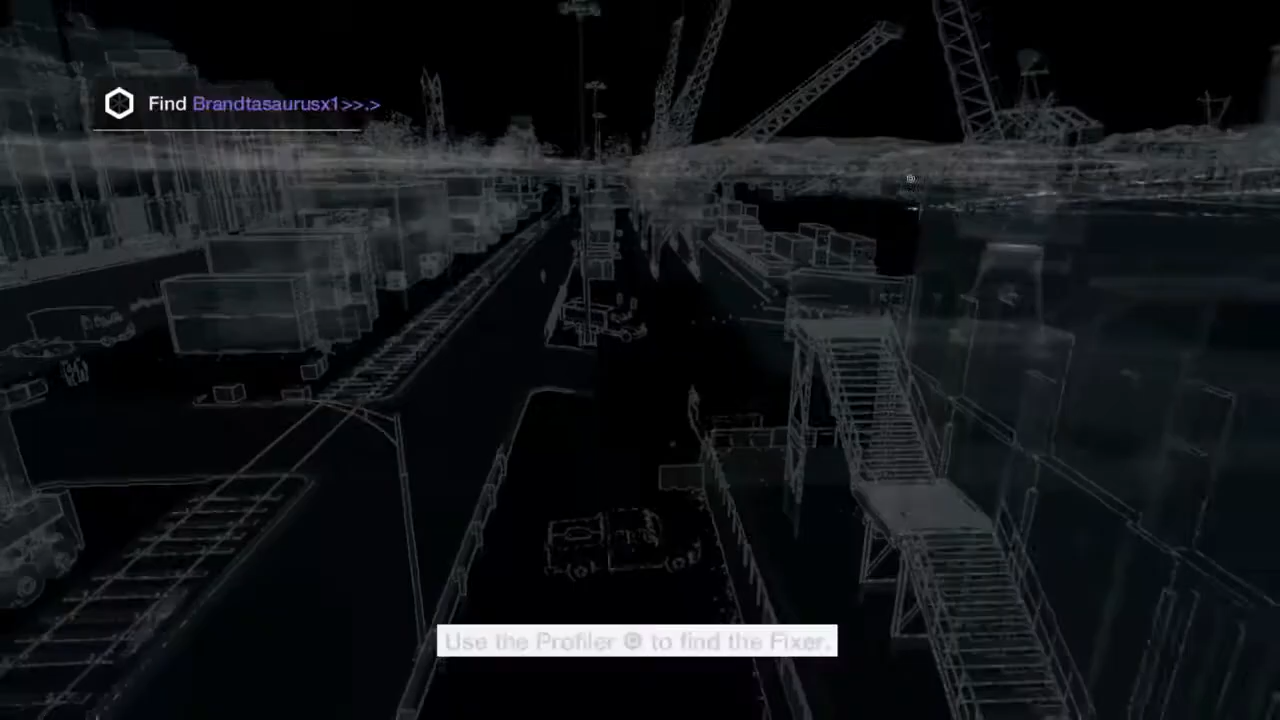 Find Brandtasaurusx1>>.>
Use the Profiler ® to find the Fixer.